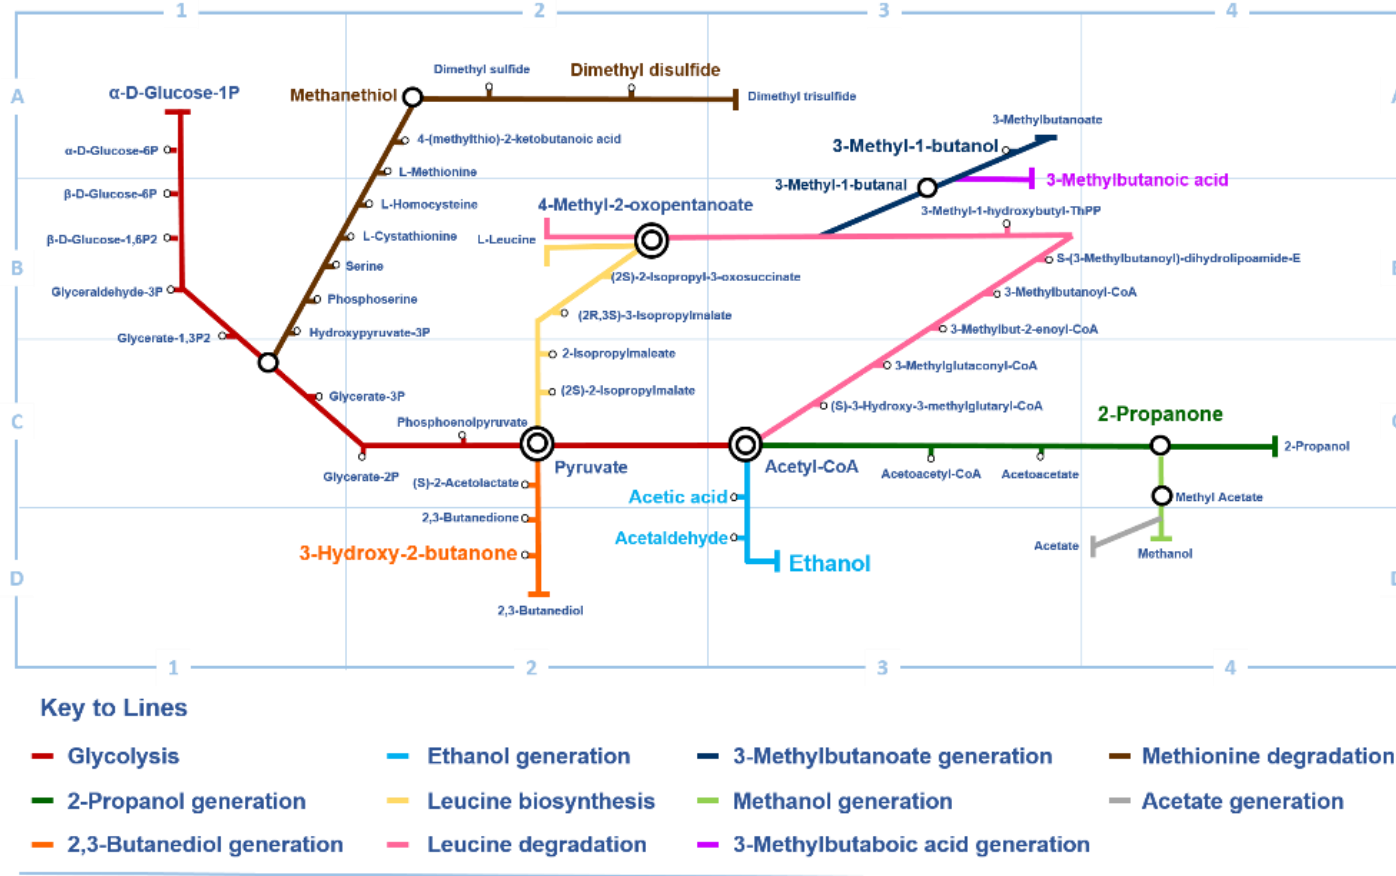 1
2
3
4
A
A
Dimethyl sulfide
Dimethyl disulfide
α-D-Glucose-1P
Methanethiol
Dimethyl trisulfide
3-Methylbutanoate
α-D-Glucose-6P
4-(methylthio)-2-ketobutanoic acid
3-Methyl-1-butanol
L-Methionine
3-Methyl-1-butanal
3-Methylbutanoic acid
β-D-Glucose-6P
L-Homocysteine
4-Methyl-2-oxopentanoate
3-Methyl-1-hydroxybutyl-ThPP
β-D-Glucose-1,6P2
L-Cystathionine
L-Leucine
B
Serine
(2S)-2-Isopropyl-3-oxosuccinate
S-(3-Methylbutanoyl)-dihydrolipoamide-E
Glyceraldehyde-3P
Phosphoserine
3-Methylbutanoyl-CoA
(2R,3S)-3-Isopropylmalate
Glycerate-1,3P2
Hydroxypyruvate-3P
3-Methylbut-2-enoyl-CoA
2-Isopropylmaleate
3-Methylglutaconyl-CoA
Glycerate-3P
(2S)-2-Isopropylmalate
(S)-3-Hydroxy-3-methylglutaryl-CoA
C
Phosphoenolpyruvate
2-Propanone
2-Propanol
Glycerate-2P
Pyruvate
Acetyl-CoA
Acetoacetyl-CoA
Acetoacetate
(S)-2-Acetolactate
Acetic acid
Methyl Acetate
2,3-Butanedione
Acetaldehyde
Acetate
3-Hydroxy-2-butanone
Ethanol
Methanol
D
2,3-Butanediol
1
2
3
4
Key to Lines
Glycolysis
Ethanol generation
3-Methylbutanoate generation
Methionine degradation
2-Propanol generation
Leucine biosynthesis
Methanol generation
Acetate generation
2,3-Butanediol generation
Leucine degradation
3-Methylbutaboic acid generation